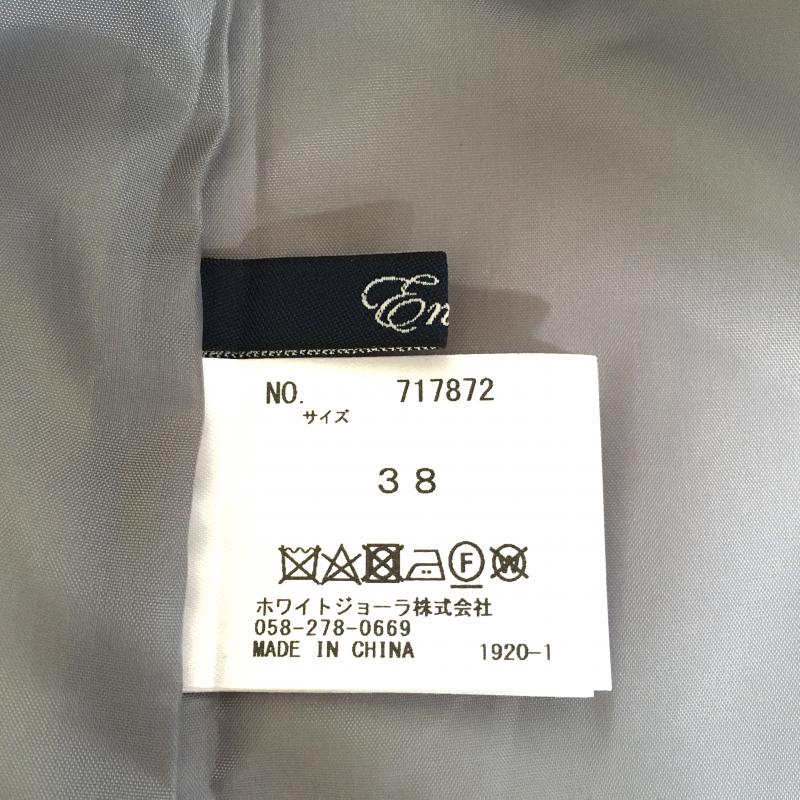 NO. 717872
サイズ
38
F W
ホワイトジョーラ株式会社
058-278-0669
MADE IN CHINA 1920-1